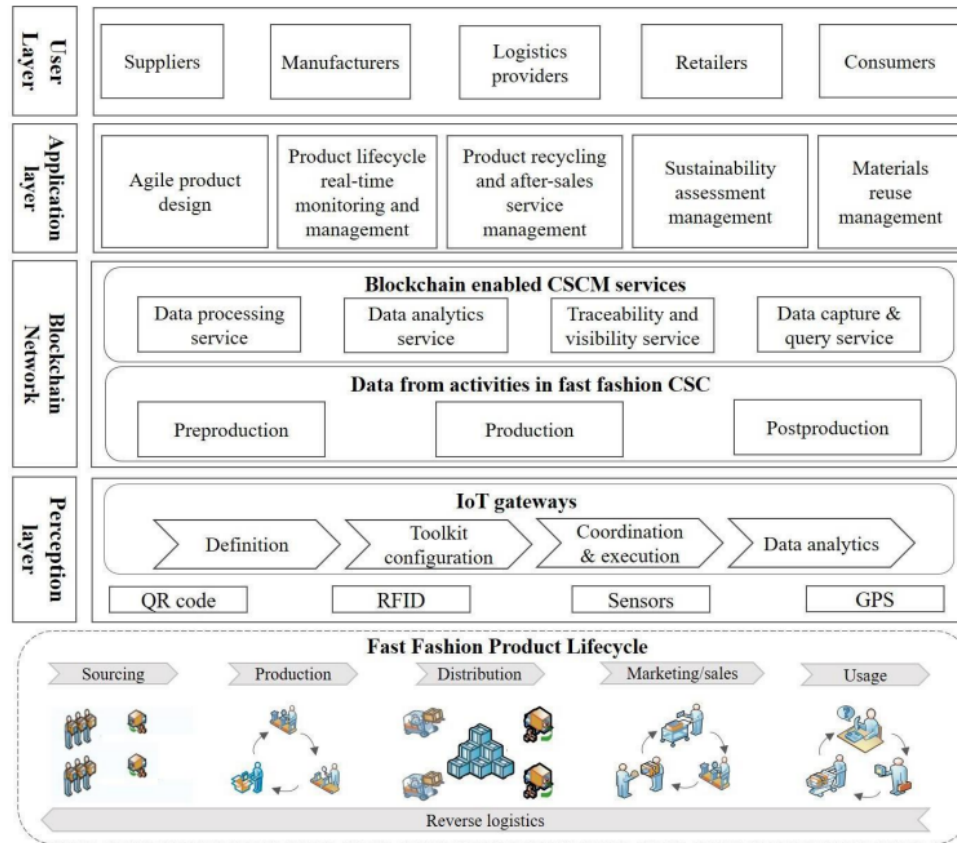 User
Layer
Suppliers
Manufacturers
Logistics
providers
Retailers
Consumers
Application
layer
Agile product
design
Product lifecycle
real-time
monitoring and
management
Product recycling
and after-sales
service
management
Sustainability
assessment
management
Materials
reuse
management
Blockchain
Network
Blockchain enabled CSCM services
Data processing
service
Data analytics
service
Traceability and
visibility service
Data capture &
query service
Data from activities in fast fashion CSC
Preproduction
Production
Postproduction
Perception
layer
IoT gateways
Definition
Toolkit
configuration
Coordination
& execution
Data analytics
QR code
RFID
Sensors
GPS
Fast Fashion Product Lifecycle
Sourcing
Production
Distribution
Marketing/sales
Usage
?
Reverse logistics